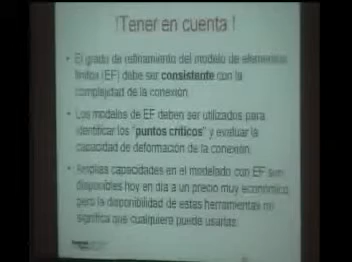 !Tener en cuenta !
• El grado de refinamiento del modelo de elementos
finitos (EF) debe ser consistente con la
complejidad de la conexión.
• Los modelos de EF deben ser utilizados para
identificar los "puntos criticos" y evaluar la
capacidad de deformación de la conexión.
• Amplias capacidades en el modelado con EF son
disponibles hoy en día a un precio muy económico
pero la disponibilidad de estas herramientas no
significa que cualquiera puede usarlas.